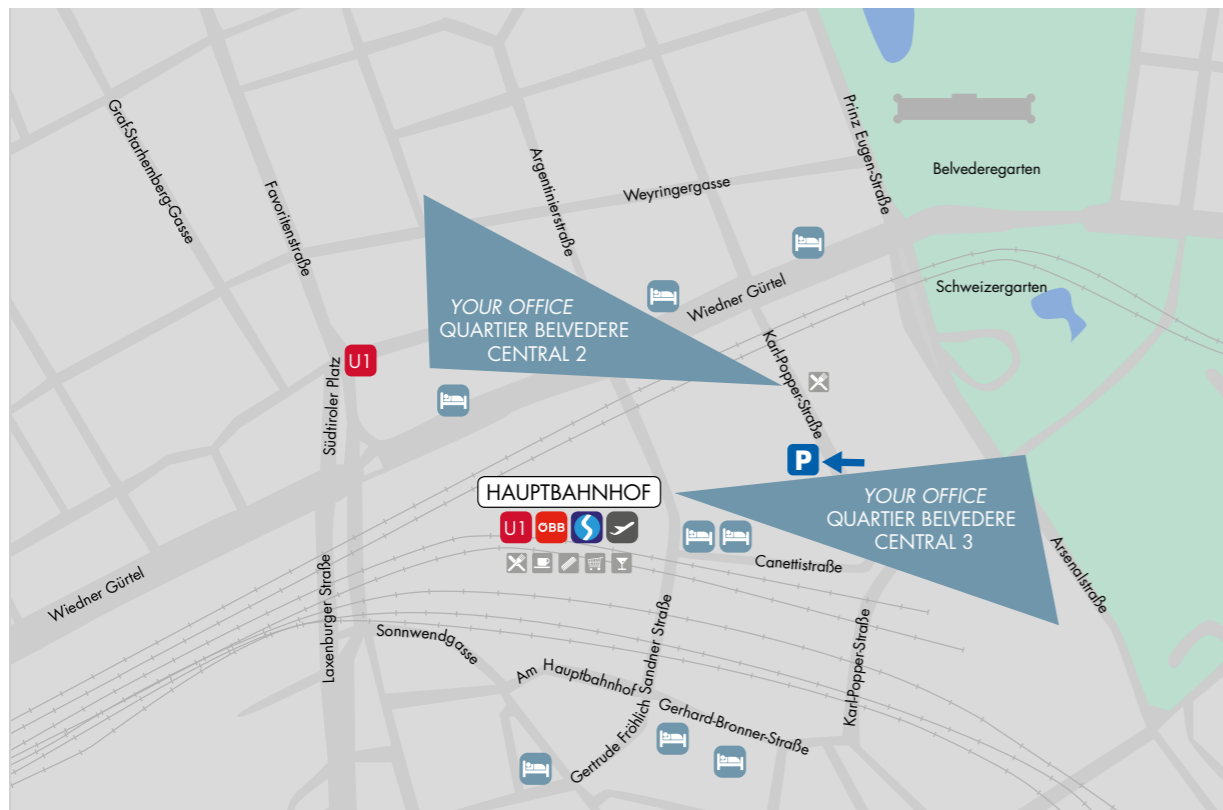 Graf-Starhemberg-Gasse
Favoritenstraße
Argentinierstraße
Weyringergasse
Prinz Eugen-Straße
Belvederegarten
Schweizergarten
Wiedner Gürtel
YOUR OFFICE
QUARTIER BELVEDERE
CENTRAL 2
Karl-Popper-Straße
U1
Südtiroler Platz
P
HAUPTBAHNHOF
U1
ÖBB
YOUR OFFICE
QUARTIER BELVEDERE
CENTRAL 3
Canettistraße
Arsenalstraße
Wiedner Gürtel
Laxenburger Straße
Sonnwendgasse
Am Hauptbahnhof
Gertrude Fröhlich Sandner Straße
Gerhard-Bronner-Straße
Karl-Popper-Straße